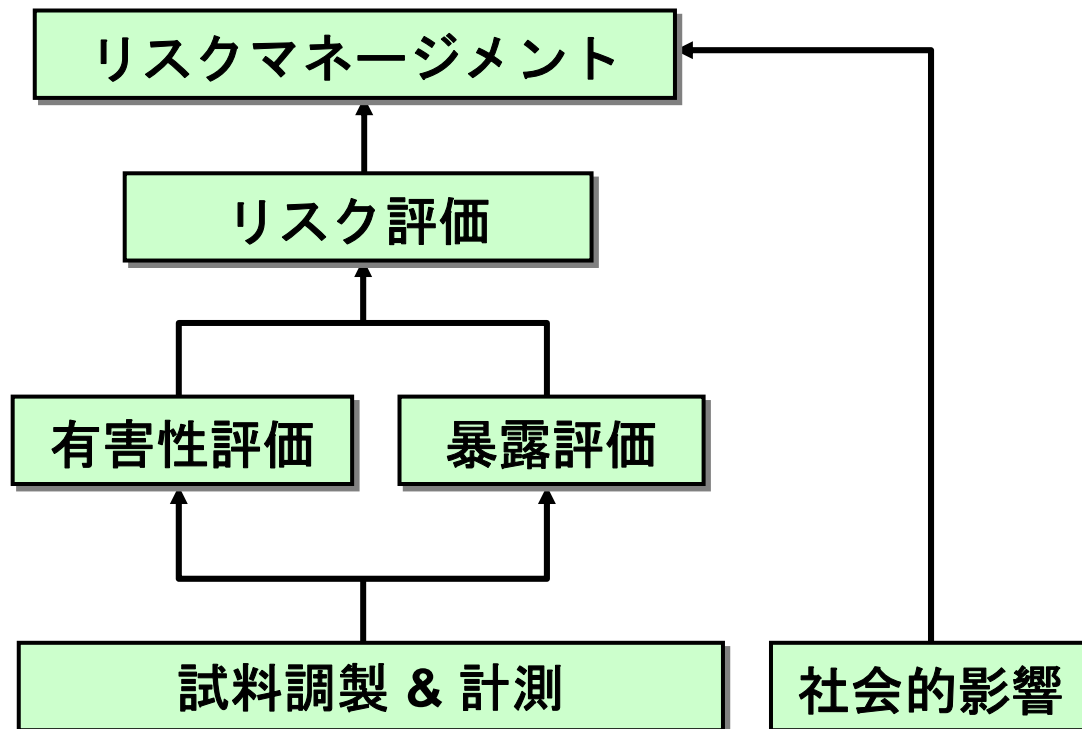 リスクマネージメント
リスク評価
有害性評価
暴露評価
試料調製 & 計測
社会的影響